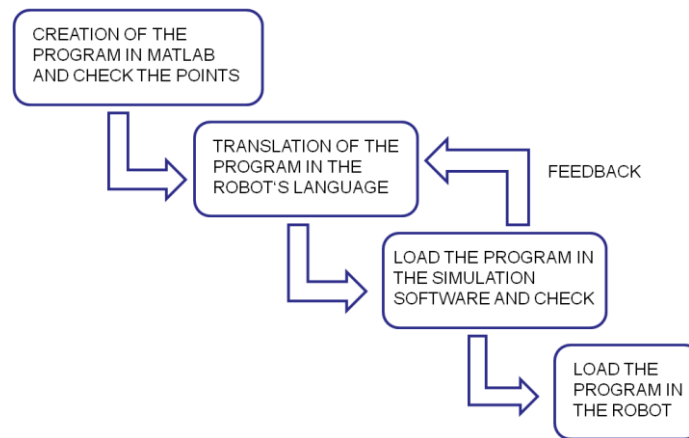 CREATION OF THE
PROGRAM IN MATLAB
AND CHECK THE POINTS
TRANSLATION OF THE
PROGRAM IN THE
ROBOT‘S LANGUAGE
FEEDBACK
LOAD THE PROGRAM IN
THE SIMULATION
SOFTWARE AND CHECK
LOAD THE
PROGRAM IN
THE ROBOT